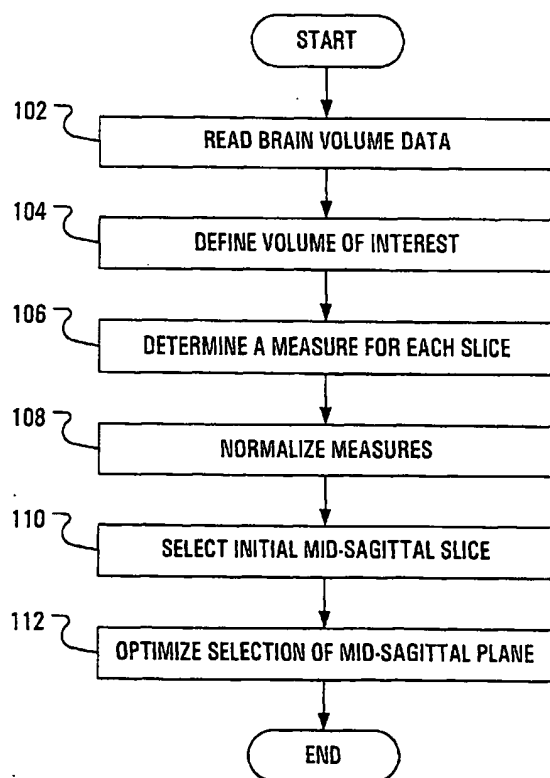 START
102
READ BRAIN VOLUME DATA
104
DEFINE VOLUME OF INTEREST
106
DETERMINE A MEASURE FOR EACH SLICE
108
NORMALIZE MEASURES
110
SELECT INITIAL MID-SAGITTAL SLICE
112
OPTIMIZE SELECTION OF MID-SAGITTAL PLANE
END